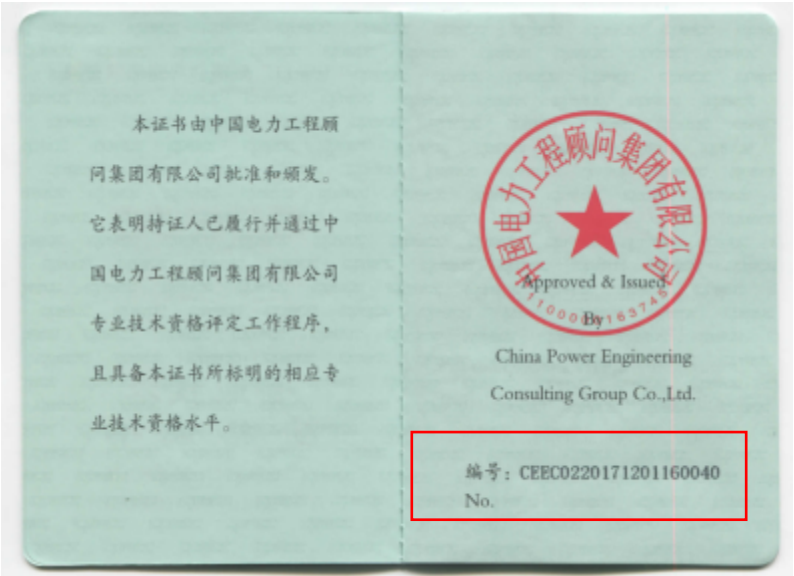 本证书由中国电力工程顾
问集团有限公司批准和颁发。
它表明持证人已履行并通过中
国电力工程顾问集团有限公司
专业技术资格评定工作程序，
且具备本证书所标明的相应专
业技术资格水平。
中国电力工程顾问集团有限公司
Approved & Issued
By
China Power Engineering
Consulting Group Co.,Ltd.
编号：CEEC0220171201160040
No.